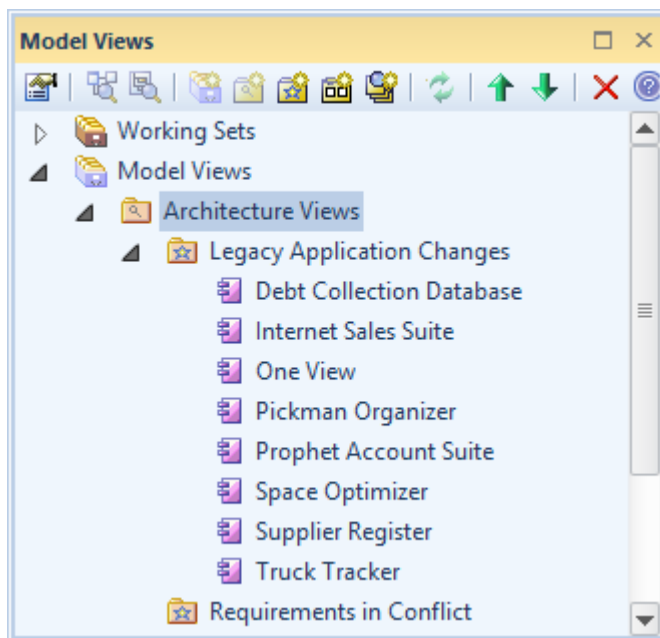 Model Views
Working Sets
Model Views
Architecture Views
Legacy Application Changes
Debt Collection Database
Internet Sales Suite
One View
Pickman Organizer
Prophet Account Suite
Space Optimizer
Supplier Register
Truck Tracker
Requirements in Conflict